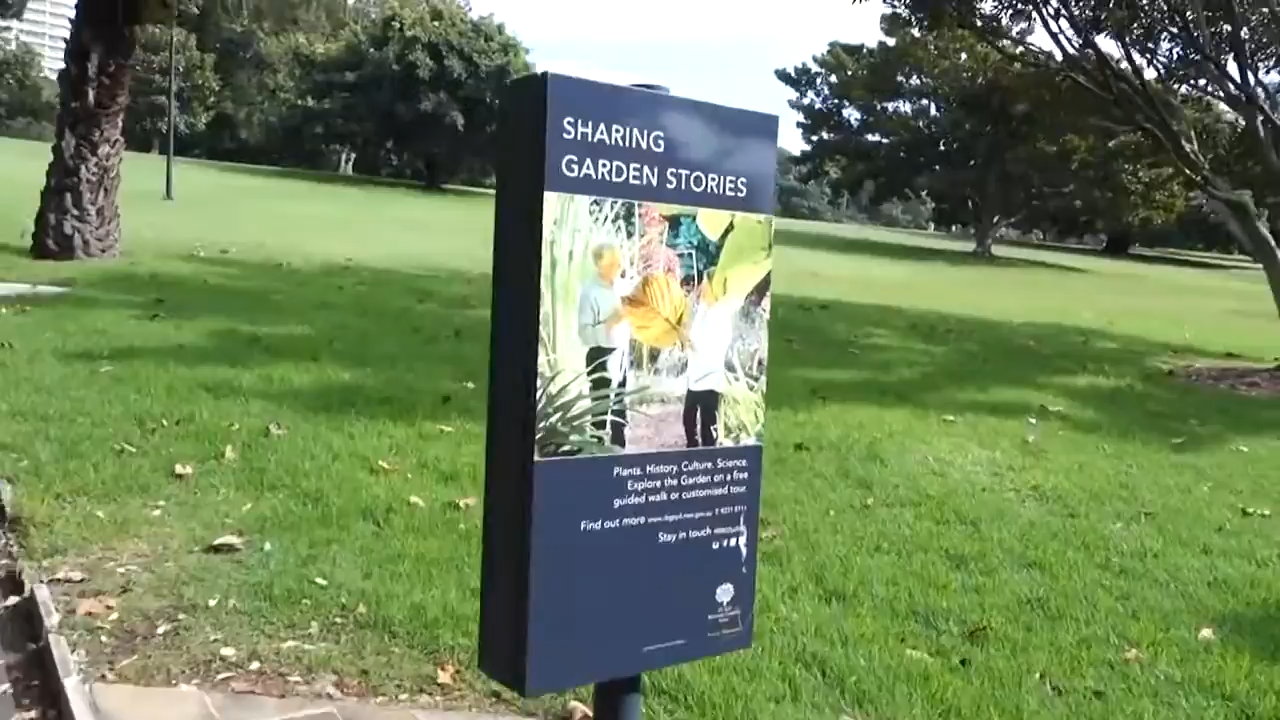 SHARING
GARDEN STORIES
Plants. History. Culture. Science.
Explore the Garden on a free
guided walk or customised tour.
Find out more
Stay in touch